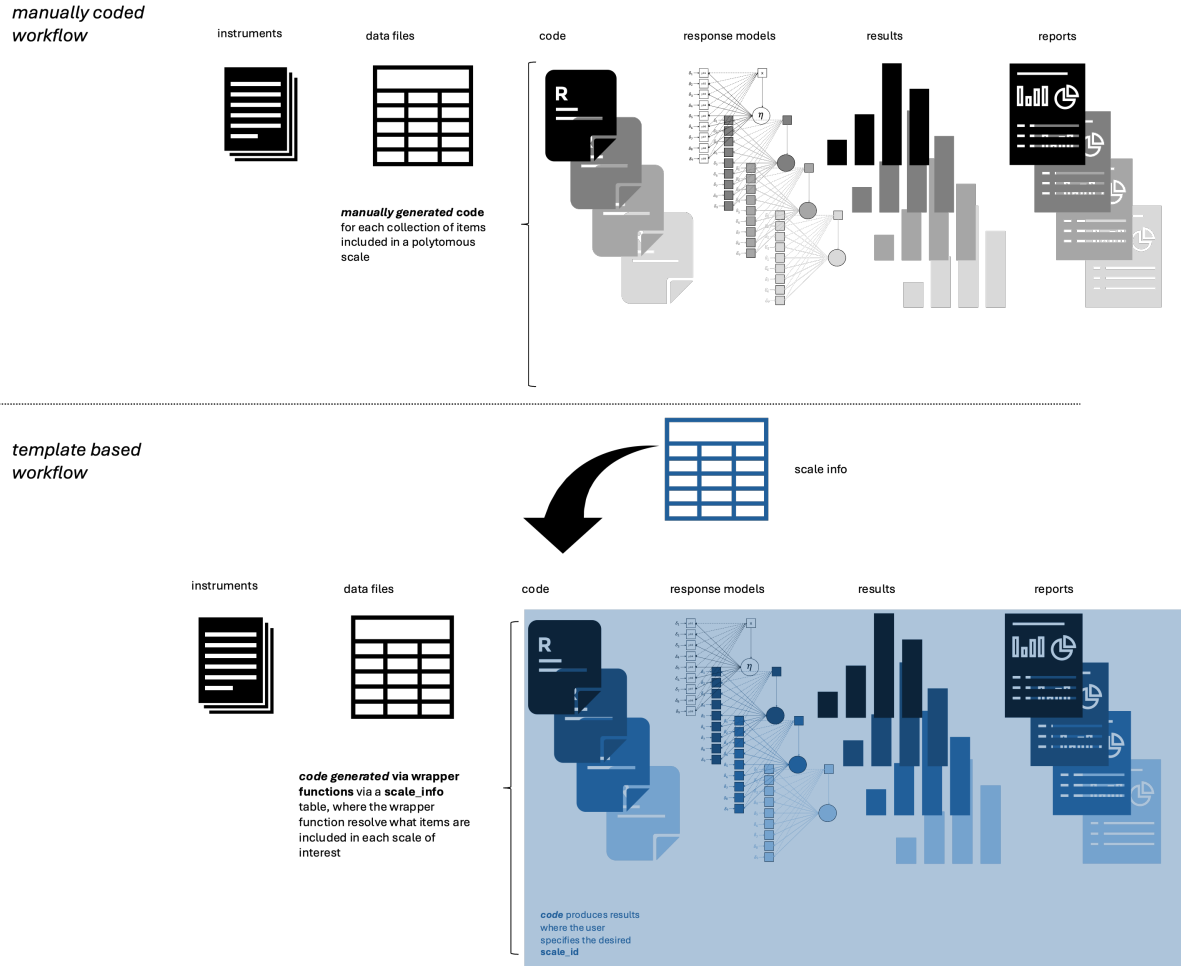 manually coded
workflow
instruments
data files
code
response models
results
reports
R
η
manually generated code
for each collection of items
included in a polytomous
scale
template based
workflow
scale info
instruments
data files
code
response models
results
reports
R
η
code generated via wrapper
functions via a scale_info
table, where the wrapper
function resolve what items are
included in each scale of
interest
code produces results
where the user
specifies the desired
scale_id